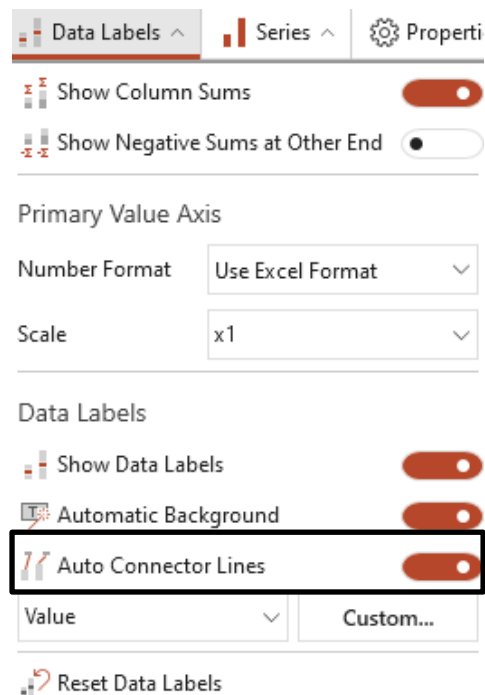 Data Labels Series Properti
Show Column Sums
Show Negative Sums at Other End
Primary Value Axis
Number Format Use Excel Format
Scale x1
Data Labels
Show Data Labels
Automatic Background
Auto Connector Lines
Value Custom...
Reset Data Labels